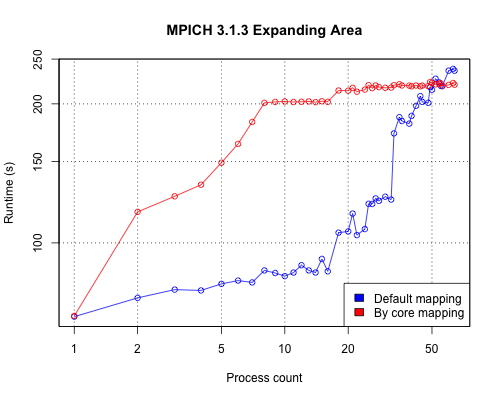 MPICH 3.1.3 Expanding Area
Runtime (s)
250
200
150
100
1 2 5 10 20 50
Process count
Default mapping
By core mapping